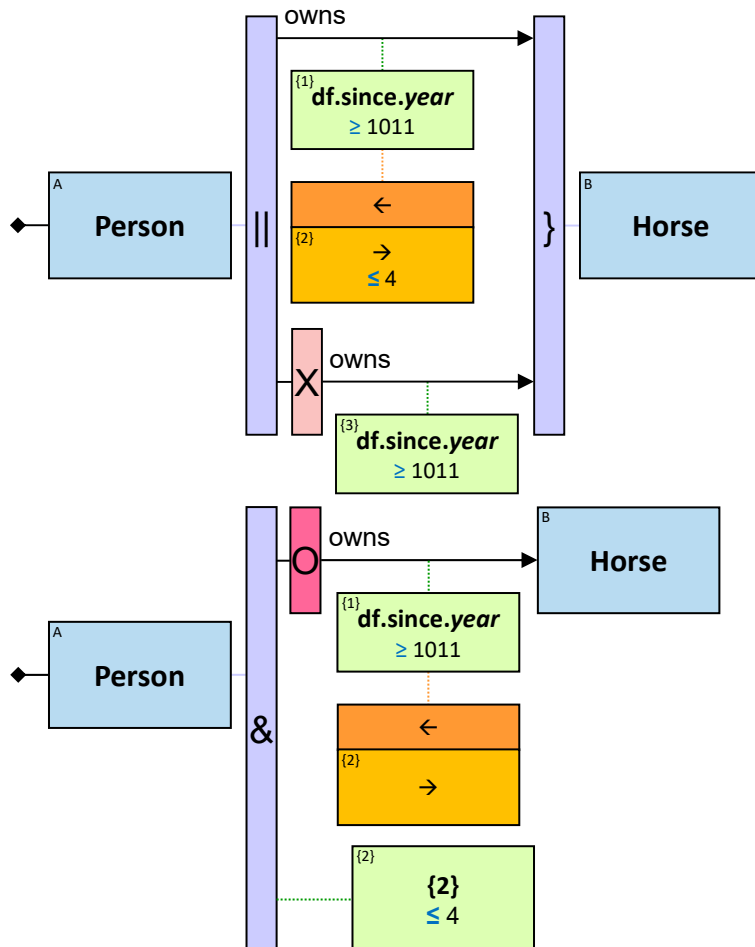 owns
{1}
df.since.year
≥ 1011
A
Person
||
←
{2}
→
≤ 4
}
B
Horse
X
owns
{3}
df.since.year
≥ 1011
O
owns
B
Horse
{1}
df.since.year
≥ 1011
A
Person
&
←
{2}
→
{2}
{2}
≤ 4